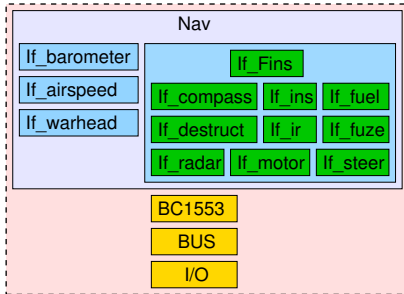 Nav
If_barometer
If_airspeed
If_warhead
If_Fins
If_compass If_ins If_fuel
If_destruct If_ir If_fuze
If_radar If_motor If_steer
BC1553
BUS
I/O